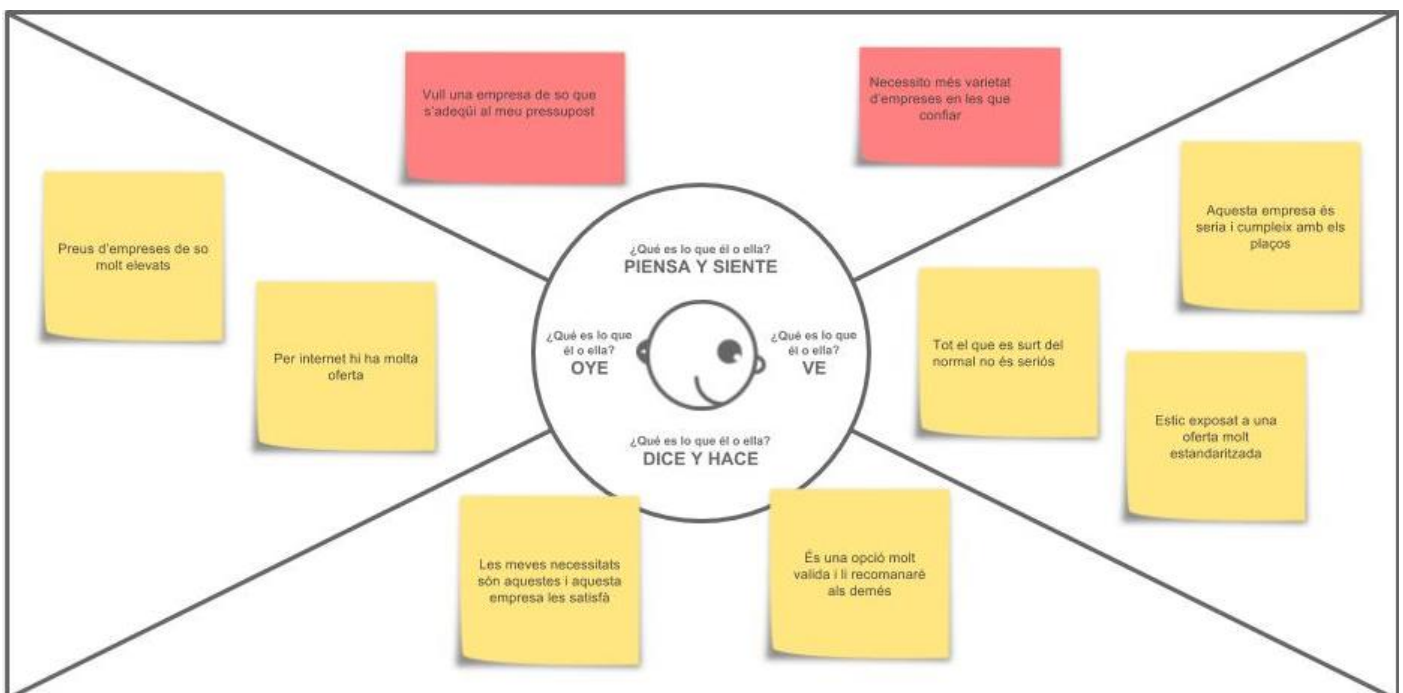 Vull una empresa de so que
s'adeqüi al meu pressupost
Necessito més varietat
d'empreses en les que
confiar
Preus d'empreses de so
molt elevats
Per internet hi ha molta
oferta
¿Qué es lo que él o ella?
PIENSA Y SIENTE
¿Qué es lo que
él o ella?
OYE
¿Qué es lo que
él o ella?
VE
¿Qué es lo que él o ella?
DICE Y HACE
Aquesta empresa és
seria i cumpleix amb els
plaços
Tot el que es surt del
normal no és seriós
Estic exposat a una
oferta molt
estandaritzada
Les meves necessitats
són aquestes i aquesta
empresa les satisfà
És una opció molt
valida i li recomanaré
als demés